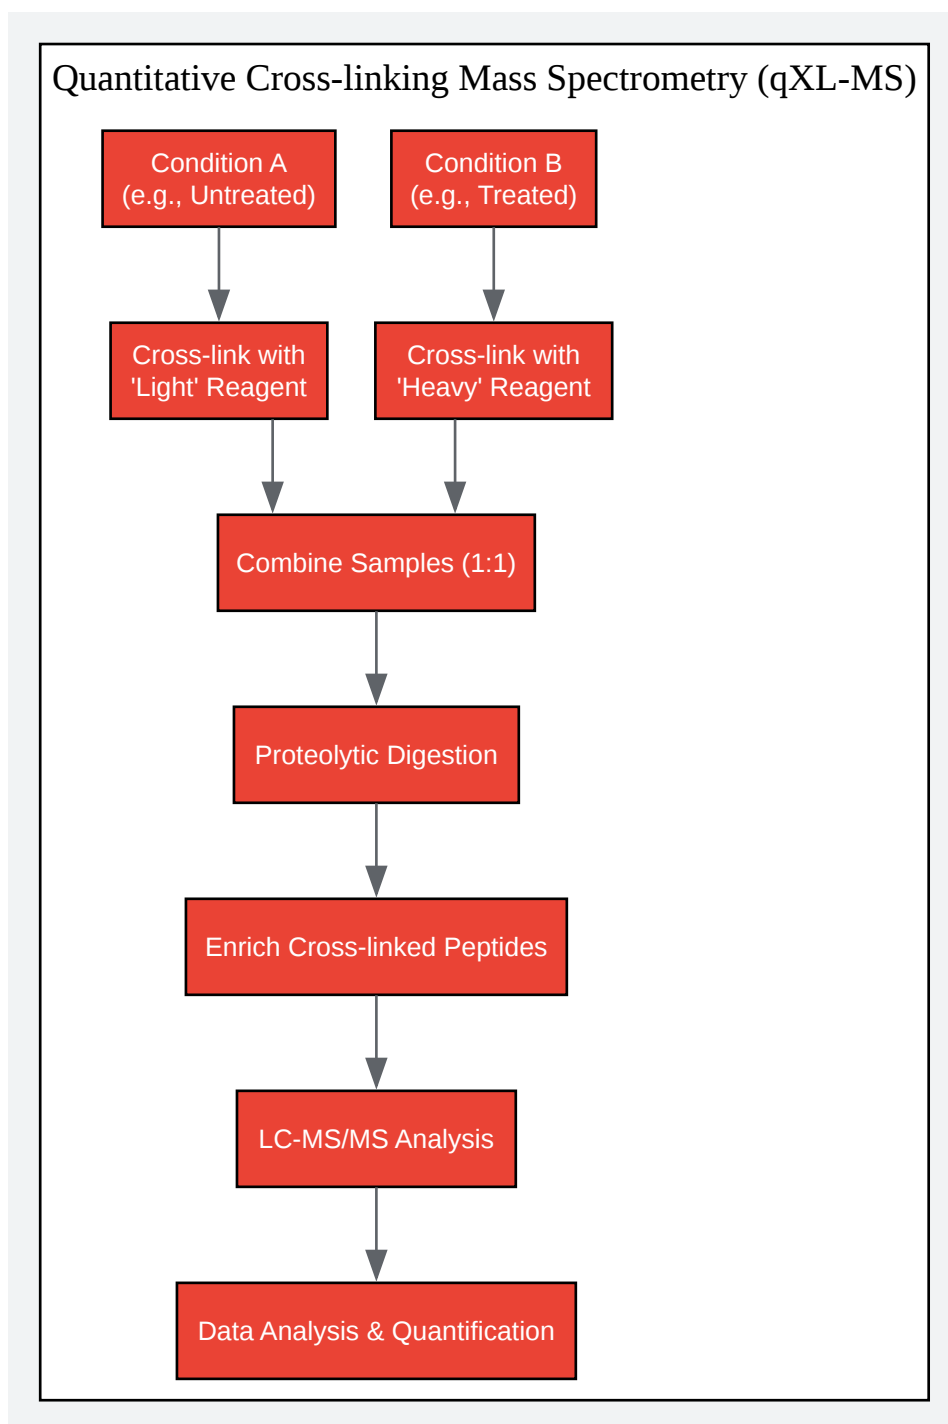 Quantitative Cross-linking Mass Spectrometry (qXL-MS)
Condition A
(e.g., Untreated)
Condition B
(e.g., Treated)
Cross-link with
'Light' Reagent
Cross-link with
'Heavy' Reagent
Combine Samples (1:1)
Proteolytic Digestion
Enrich Cross-linked Peptides
LC-MS/MS Analysis
Data Analysis & Quantification